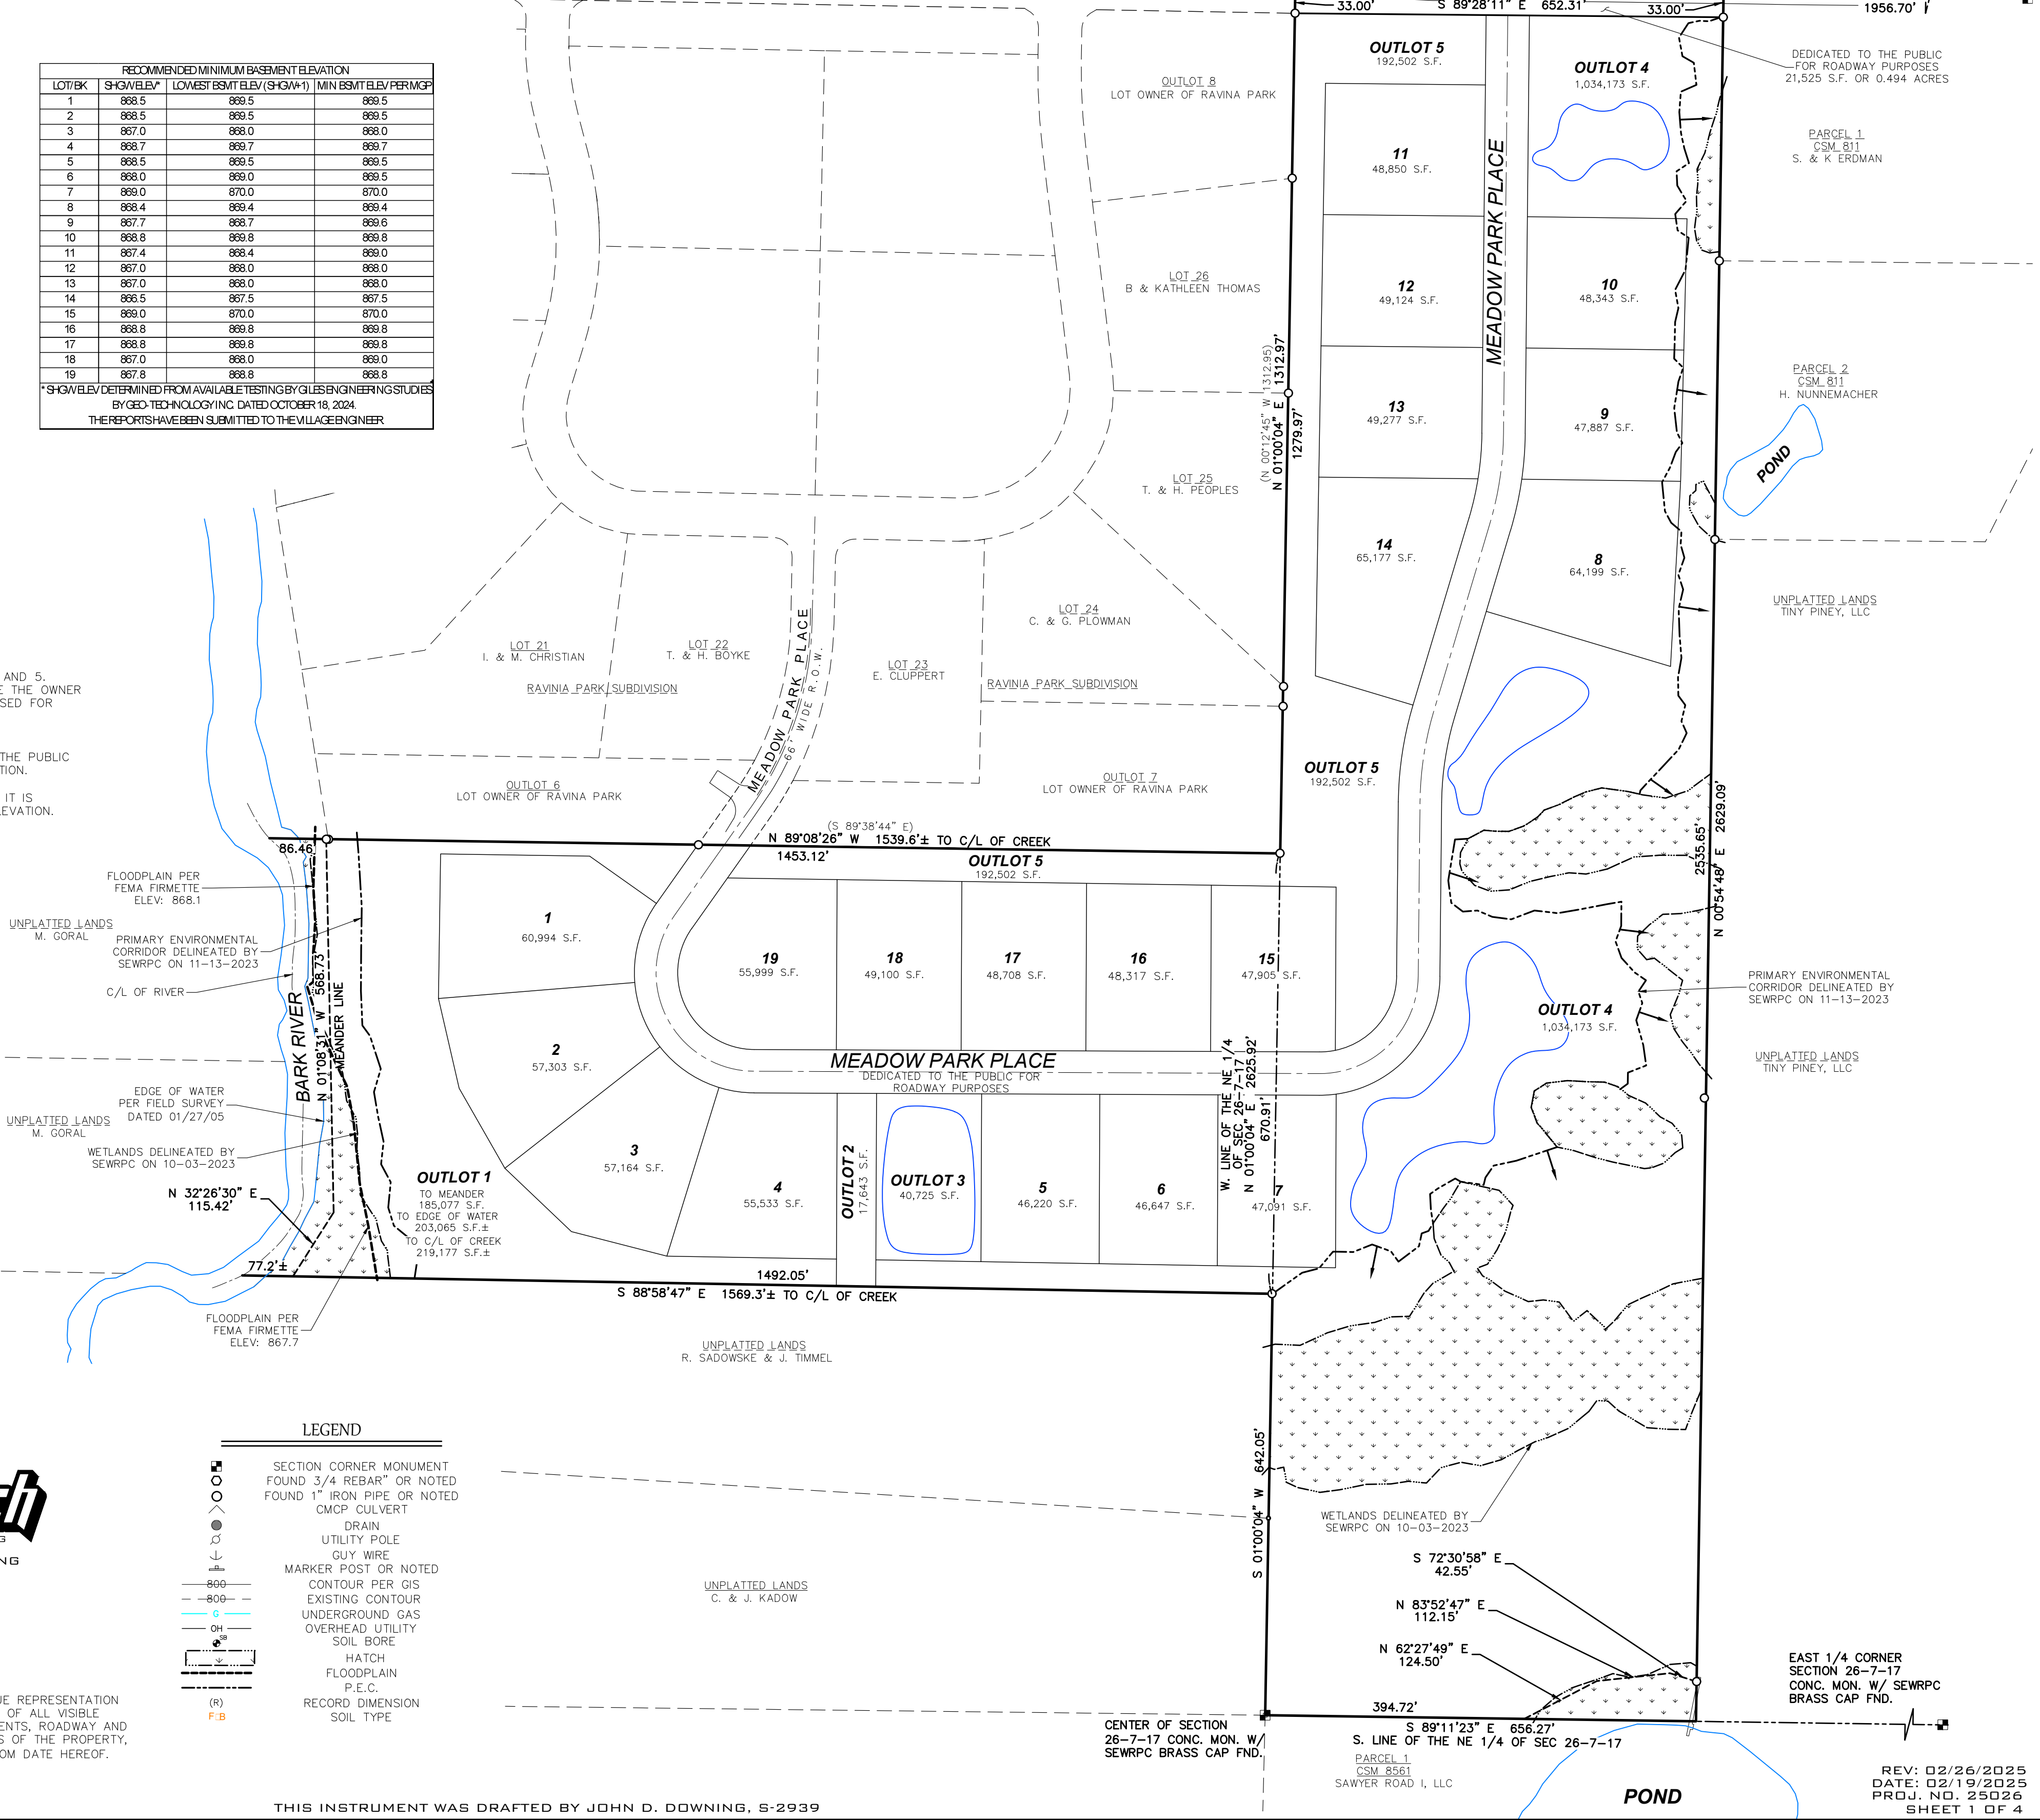 33.00'
S 89°28'11" E 652.31'
33.00'
1956.70'
RECOMMENDED MINIMUM BASEMENT ELEVATION
LOT/BK SHGW ELEV* LOWEST BSMT ELEV (SHGW+1) MIN BSMT ELEV PER MGP
1 868.5 869.5 869.5
2 868.5 869.5 869.5
3 867.0 868.0 868.0
4 868.7 869.7 869.7
5 868.5 869.5 869.5
6 868.0 869.0 869.5
7 869.0 870.0 870.0
8 868.4 869.4 869.4
9 867.7 868.7 869.6
10 868.8 869.8 869.8
11 867.4 868.4 869.0
12 867.0 868.0 868.0
13 867.0 868.0 868.0
14 866.5 867.5 867.5
15 869.0 870.0 870.0
16 868.8 869.8 869.8
17 868.8 869.8 869.8
18 867.0 868.0 869.0
19 867.8 868.8 868.8
* SHGW ELEV DETERMINED FROM AVAILABLE TESTING BY GILES ENGINEERING STUDIES
BY GEO-TECHNOLOGY INC. DATED OCTOBER 18, 2024.
THE REPORTS HAVE BEEN SUBMITTED TO THE VILLAGE ENGINEER
OUTLOT 8
LOT OWNER OF RAVINA PARK
OUTLOT 5
192,502 S.F.
OUTLOT 4
1,034,173 S.F.
DEDICATED TO THE PUBLIC
FOR ROADWAY PURPOSES
21,525 S.F. OR 0.494 ACRES
PARCEL 1
CSM 811
S. & K ERDMAN
11
48,850 S.F.
MEADOW PARK PLACE
LOT 26
B & KATHLEEN THOMAS
12
49,124 S.F.
10
48,343 S.F.
(N 00°12'45" W 1312.95)
N 01°00'04" E 1312.97'
1279.97'
13
49,277 S.F.
9
47,887 S.F.
PARCEL 2
CSM 811
H. NUNNEMACHER
POND
LOT 25
T. & H. PEOPLES
14
65,177 S.F.
8
64,199 S.F.
UNPLATTED LANDS
TINY PINEY, LLC
LOT 24
C. & G. PLOWMAN
LOT 21
I. & M. CHRISTIAN
LOT 22
T. & H. BOYKE
LOT 23
E. CLUPPERT
RAVINIA PARK SUBDIVISION
RAVINIA PARK SUBDIVISION
MEADOW PARK PLACE
66' WIDE R.O.W.
AND 5.
E THE OWNER
SED FOR
THE PUBLIC
TION.
IT IS
LEVATION.
OUTLOT 6
LOT OWNER OF RAVINA PARK
OUTLOT 7
LOT OWNER OF RAVINA PARK
OUTLOT 5
192,502 S.F.
(S 89°38'44" E)
N 89°08'26" W 1539.6'± TO C/L OF CREEK
1453.12'
86.46
OUTLOT 5
192,502 S.F.
2535.65'
N 00°54'48" E 2629.09'
FLOODPLAIN PER
FEMA FIRMETTE
ELEV: 868.1
UNPLATTED LANDS
M. GORAL
PRIMARY ENVIRONMENTAL
CORRIDOR DELINEATED BY
SEWRPC ON 11-13-2023
C/L OF RIVER
BARK RIVER
N 01°08'31" W 568.73'
MEANDER LINE
1
60,994 S.F.
19
55,999 S.F.
18
49,100 S.F.
17
48,708 S.F.
16
48,317 S.F.
15
47,905 S.F.
PRIMARY ENVIRONMENTAL
CORRIDOR DELINEATED BY
SEWRPC ON 11-13-2023
OUTLOT 4
1,034,173 S.F.
2
57,303 S.F.
MEADOW PARK PLACE
DEDICATED TO THE PUBLIC FOR
ROADWAY PURPOSES
W. LINE OF THE NE 1/4
OF SEC 26-7-17
N 01°00'04" E 2625.92'
670.91'
UNPLATTED LANDS
TINY PINEY, LLC
EDGE OF WATER
PER FIELD SURVEY
DATED 01/27/05
UNPLATTED LANDS
M. GORAL
WETLANDS DELINEATED BY
SEWRPC ON 10-03-2023
N 32°26'30" E
115.42'
3
57,164 S.F.
4
55,533 S.F.
OUTLOT 2
17,643 S.F.
OUTLOT 3
40,725 S.F.
5
46,220 S.F.
6
46,647 S.F.
7
47,091 S.F.
OUTLOT 1
TO MEANDER
185,077 S.F.
TO EDGE OF WATER
203,065 S.F.±
TO C/L OF CREEK
219,177 S.F.±
77.2'±
1492.05'
S 88°58'47" E 1569.3'± TO C/L OF CREEK
FLOODPLAIN PER
FEMA FIRMETTE
ELEV: 867.7
UNPLATTED LANDS
R. SADOWSKE & J. TIMMEL
LEGEND
SECTION CORNER MONUMENT
FOUND 3/4 REBAR" OR NOTED
FOUND 1" IRON PIPE OR NOTED
CMCP CULVERT
DRAIN
UTILITY POLE
GUY WIRE
MARKER POST OR NOTED
800 CONTOUR PER GIS
800 EXISTING CONTOUR
G UNDERGROUND GAS
OH OVERHEAD UTILITY
SB SOIL BORE
HATCH
FLOODPLAIN
P.E.C.
(R) RECORD DIMENSION
SOIL TYPE
NG
UE REPRESENTATION
OF ALL VISIBLE
ENTS, ROADWAY AND
S OF THE PROPERTY,
OM DATE HEREOF.
UNPLATTED LANDS
C. & J. KADOW
S 01°00'04" W 642.05'
WETLANDS DELINEATED BY
SEWRPC ON 10-03-2023
S 72°30'58" E
42.55'
N 83°52'47" E
112.15'
N 62°27'49" E
124.50'
394.72'
S 89°11'23" E 656.27'
S. LINE OF THE NE 1/4 OF SEC 26-7-17
CENTER OF SECTION
26-7-17 CONC. MON. W/
SEWRPC BRASS CAP FND.
EAST 1/4 CORNER
SECTION 26-7-17
CONC. MON. W/ SEWRPC
BRASS CAP FND.
PARCEL 1
CSM 8561
SAWYER ROAD I, LLC
POND
THIS INSTRUMENT WAS DRAFTED BY JOHN D. DOWNING, S-2939
REV: 02/26/2025
DATE: 02/19/2025
PROJ. NO. 25026
SHEET 1 OF 4